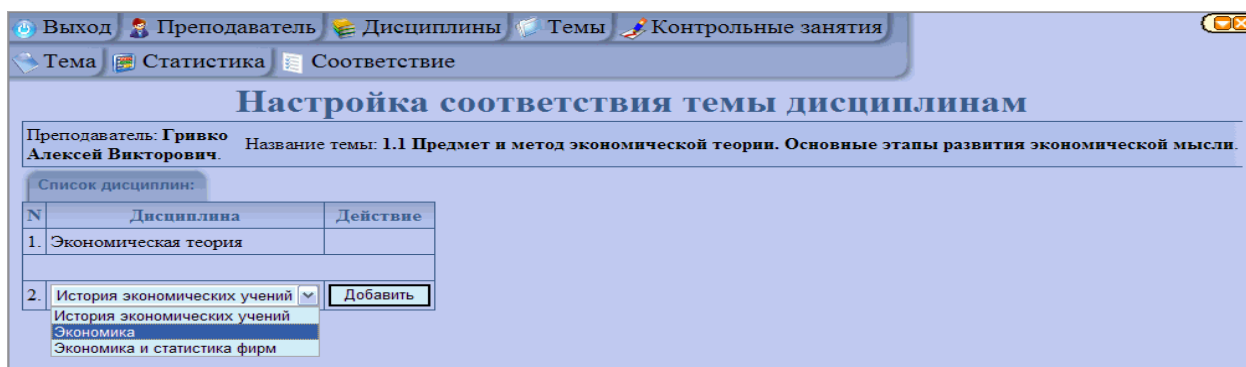 Выход Преподаватель Дисциплины Темы Контрольные занятия
Тема Статистика Соответствие
Настройка соответствия темы дисциплинам
Преподаватель: Гривко
Алексей Викторович.
Название темы: 1.1 Предмет и метод экономической теории. Основные этапы развития экономической мысли.
Список дисциплин:
N Дисциплина Действие
1. Экономическая теория
2. История экономических учений Добавить
История экономических учений
Экономика
Экономика и статистика фирм